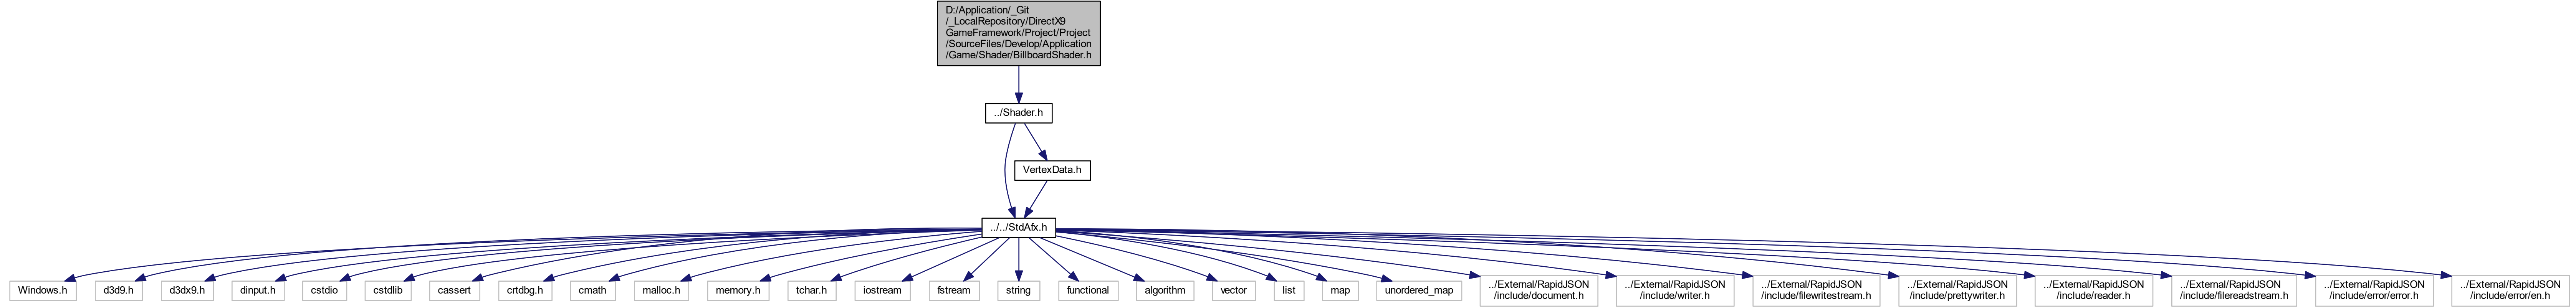 D:/Application/_Git
/_LocalRepository/DirectX9
GameFramework/Project/Project
/SourceFiles/Develop/Application
/Game/Shader/BillboardShader.h
../Shader.h
VertexData.h
../../StdAfx.h
Windows.h
d3d9.h
d3dx9.h
dinput.h
cstdio
cstdlib
cassert
crtdbg.h
cmath
malloc.h
memory.h
tchar.h
iostream
fstream
string
functional
algorithm
vector
list
map
unordered_map
../External/RapidJSON
/include/document.h
../External/RapidJSON
/include/writer.h
../External/RapidJSON
/include/filewritestream.h
../External/RapidJSON
/include/prettywriter.h
../External/RapidJSON
/include/reader.h
../External/RapidJSON
/include/filereadstream.h
../External/RapidJSON
/include/error/error.h
../External/RapidJSON
/include/error/en.h